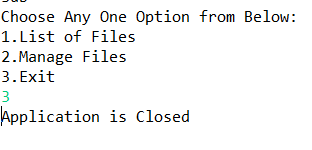 Choose Any One Option from Below:
1.List of Files
2.Manage Files
3.Exit
3
Application is Closed